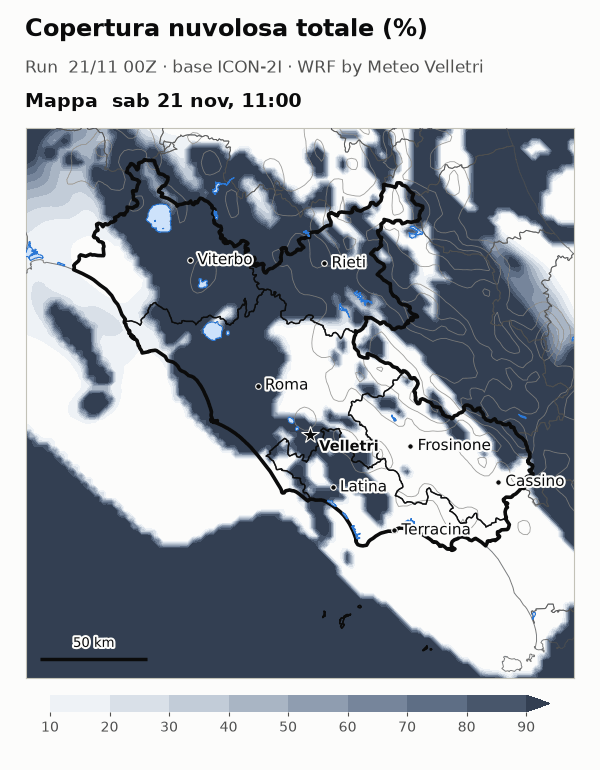 Copertura nuvolosa totale (%)
Run  21/11 00Z · base ICON-2I · WRF by Meteo Velletri
Mappa  sab 21 nov, 11:00
Viterbo
Rieti
Roma
Velletri
Frosinone
Latina
Cassino
Terracina
50 km
10 20 30 40 50 60 70 80 90